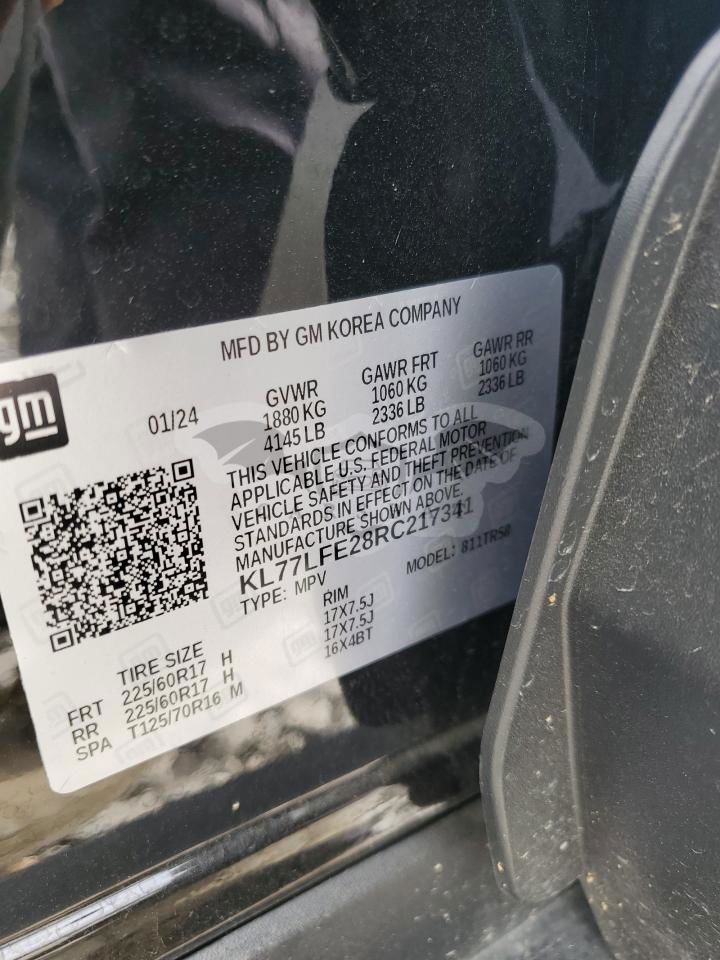 MFD BY GM KOREA COMPANY
gm
01/24
GVWR
1880 KG
4145 LB
GAWR FRT
1060 KG
2336 LB
GAWR RR
1060 KG
2336 LB
THIS VEHICLE CONFORMS TO ALL
APPLICABLE U.S. FEDERAL MOTOR
VEHICLE SAFETY AND THEFT PREVENTION
STANDARDS IN EFFECT ON THE DATE OF
MANUFACTURE SHOWN ABOVE.
KL77LFE28RC217341
TYPE: MPV MODEL: 811TR58
TIRE SIZE RIM
FRT 225/60R17 H 17X7.5J
RR 225/60R17 H 17X7.5J
SPA T125/70R16 M 16X4BT